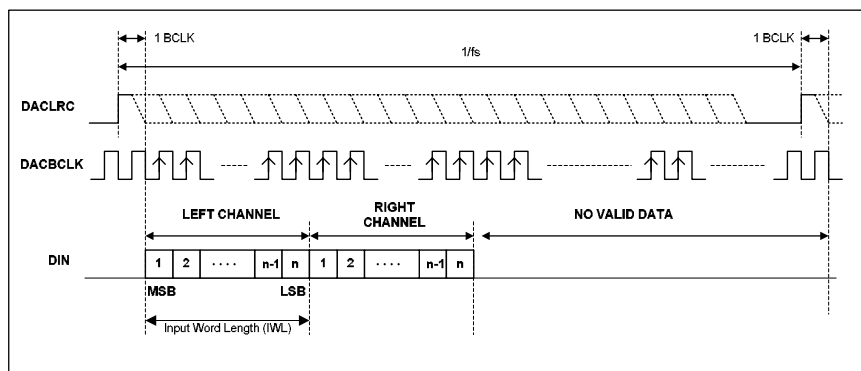 1 BCLK
1/fs
1 BCLK
DACLRC
DACBCLK
LEFT CHANNEL
RIGHT
CHANNEL
NO VALID DATA
DIN
1 2 · · · · n-1 n 1 2 · · · · n-1 n
MSB LSB
Input Word Length (IWL)